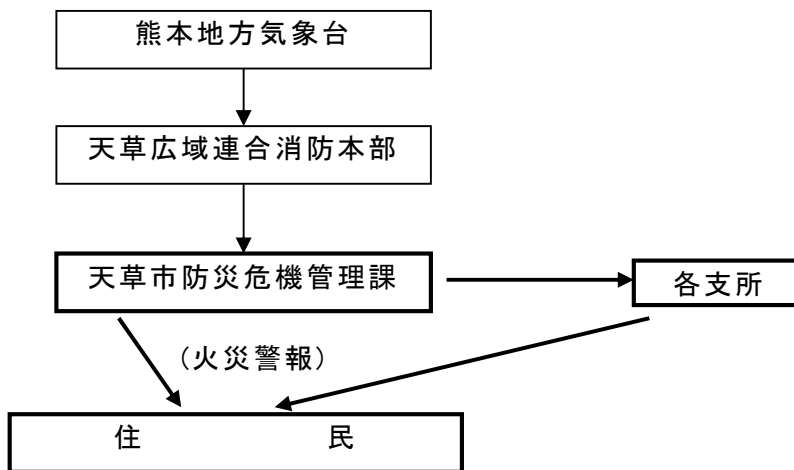 熊本地方気象台
天草広域連合消防本部
天草市防災危機管理課
各支所
（火災警報）
住　民